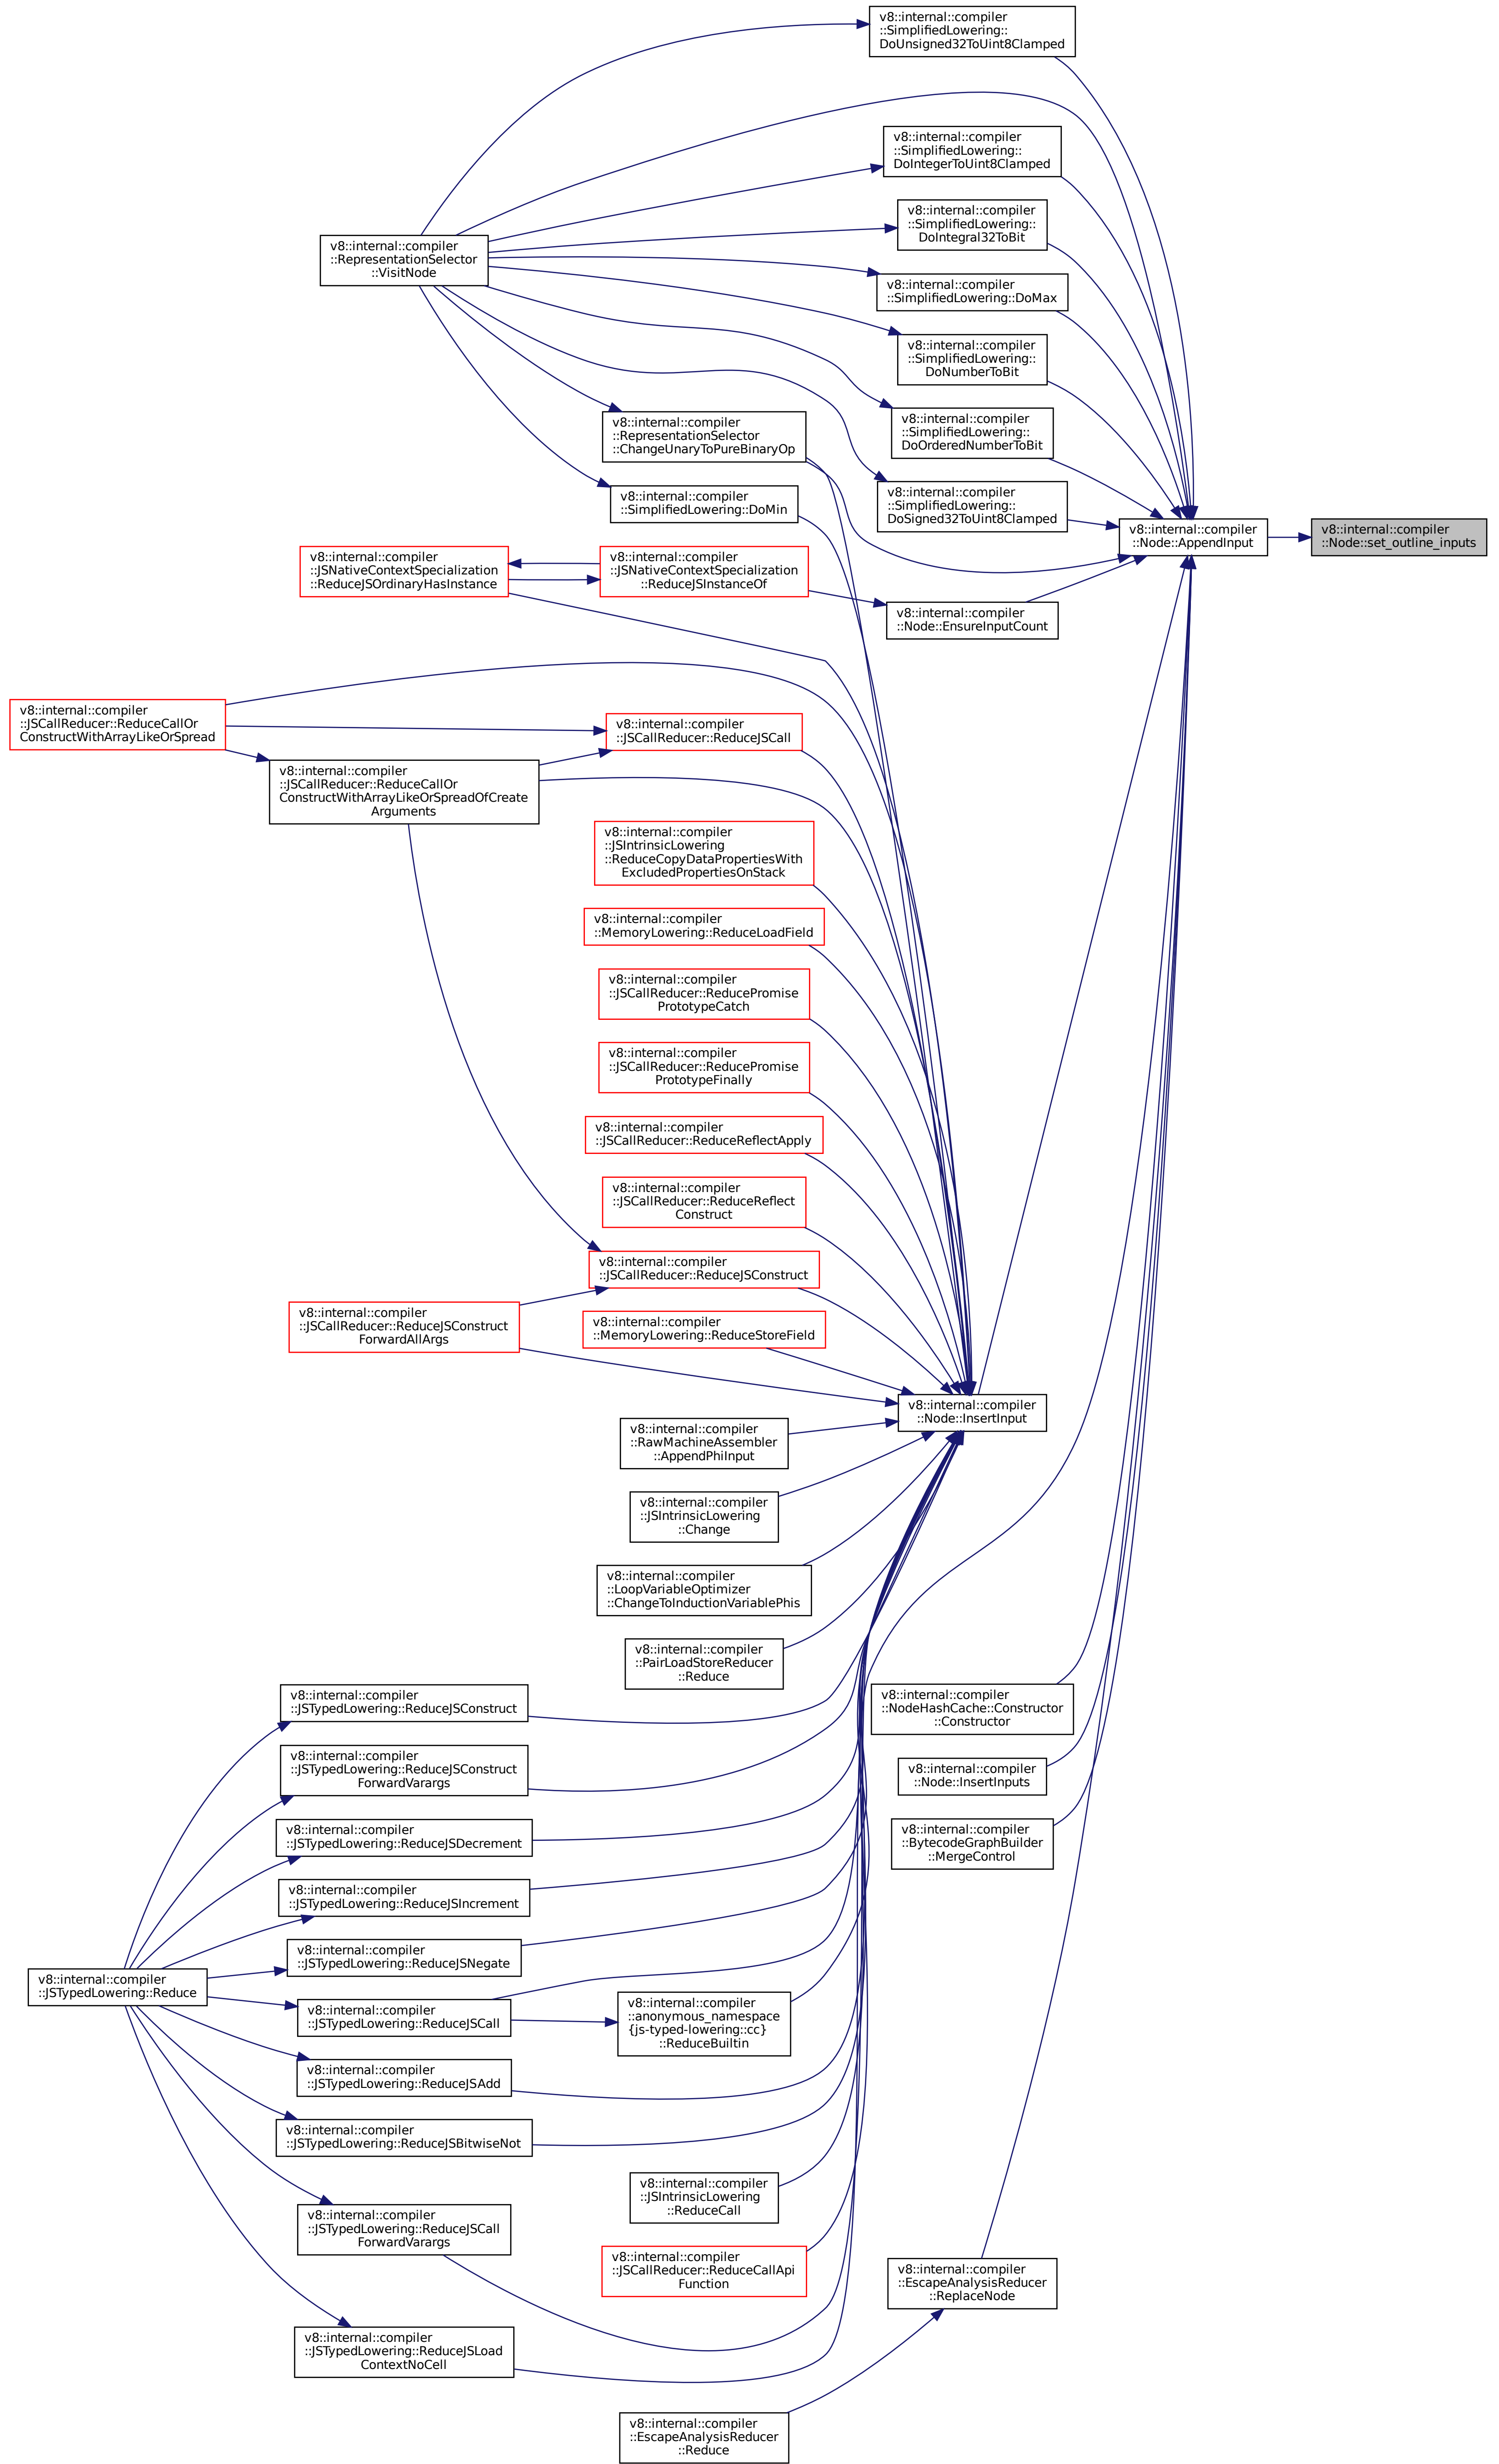 v8::internal::compiler
::SimplifiedLowering::
DoUnsigned32ToUint8Clamped
v8::internal::compiler
::SimplifiedLowering::
DoIntegerToUint8Clamped
v8::internal::compiler
::SimplifiedLowering::
DoIntegral32ToBit
v8::internal::compiler
::RepresentationSelector
::VisitNode
v8::internal::compiler
::SimplifiedLowering::DoMax
v8::internal::compiler
::SimplifiedLowering::
DoNumberToBit
v8::internal::compiler
::SimplifiedLowering::
DoOrderedNumberToBit
v8::internal::compiler
::RepresentationSelector
::ChangeUnaryToPureBinaryOp
v8::internal::compiler
::SimplifiedLowering::
DoSigned32ToUint8Clamped
v8::internal::compiler
::SimplifiedLowering::DoMin
v8::internal::compiler
::Node::AppendInput
v8::internal::compiler
::Node::set_outline_inputs
v8::internal::compiler
::JSNativeContextSpecialization
::ReduceJSOrdinaryHasInstance
v8::internal::compiler
::JSNativeContextSpecialization
::ReduceJSInstanceOf
v8::internal::compiler
::Node::EnsureInputCount
v8::internal::compiler
::JSCallReducer::ReduceCallOr
ConstructWithArrayLikeOrSpread
v8::internal::compiler
::JSCallReducer::ReduceJSCall
v8::internal::compiler
::JSCallReducer::ReduceCallOr
ConstructWithArrayLikeOrSpreadOfCreate
Arguments
v8::internal::compiler
::JSIntrinsicLowering
::ReduceCopyDataPropertiesWith
ExcludedPropertiesOnStack
v8::internal::compiler
::MemoryLowering::ReduceLoadField
v8::internal::compiler
::JSCallReducer::ReducePromise
PrototypeCatch
v8::internal::compiler
::JSCallReducer::ReducePromise
PrototypeFinally
v8::internal::compiler
::JSCallReducer::ReduceReflectApply
v8::internal::compiler
::JSCallReducer::ReduceReflect
Construct
v8::internal::compiler
::JSCallReducer::ReduceJSConstruct
v8::internal::compiler
::JSCallReducer::ReduceJSConstruct
ForwardAllArgs
v8::internal::compiler
::MemoryLowering::ReduceStoreField
v8::internal::compiler
::Node::InsertInput
v8::internal::compiler
::RawMachineAssembler
::AppendPhiInput
v8::internal::compiler
::JSIntrinsicLowering
::Change
v8::internal::compiler
::LoopVariableOptimizer
::ChangeToInductionVariablePhis
v8::internal::compiler
::PairLoadStoreReducer
::Reduce
v8::internal::compiler
::JSTypedLowering::ReduceJSConstruct
v8::internal::compiler
::NodeHashCache::Constructor
::Constructor
v8::internal::compiler
::JSTypedLowering::ReduceJSConstruct
ForwardVarargs
v8::internal::compiler
::Node::InsertInputs
v8::internal::compiler
::JSTypedLowering::ReduceJSDecrement
v8::internal::compiler
::BytecodeGraphBuilder
::MergeControl
v8::internal::compiler
::JSTypedLowering::ReduceJSIncrement
v8::internal::compiler
::JSTypedLowering::ReduceJSNegate
v8::internal::compiler
::JSTypedLowering::Reduce
v8::internal::compiler
::JSTypedLowering::ReduceJSCall
v8::internal::compiler
::anonymous_namespace
{js-typed-lowering::cc}
::ReduceBuiltin
v8::internal::compiler
::JSTypedLowering::ReduceJSAdd
v8::internal::compiler
::JSTypedLowering::ReduceJSBitwiseNot
v8::internal::compiler
::JSIntrinsicLowering
::ReduceCall
v8::internal::compiler
::JSTypedLowering::ReduceJSCall
ForwardVarargs
v8::internal::compiler
::JSCallReducer::ReduceCallApi
Function
v8::internal::compiler
::EscapeAnalysisReducer
::ReplaceNode
v8::internal::compiler
::JSTypedLowering::ReduceJSLoad
ContextNoCell
v8::internal::compiler
::EscapeAnalysisReducer
::Reduce